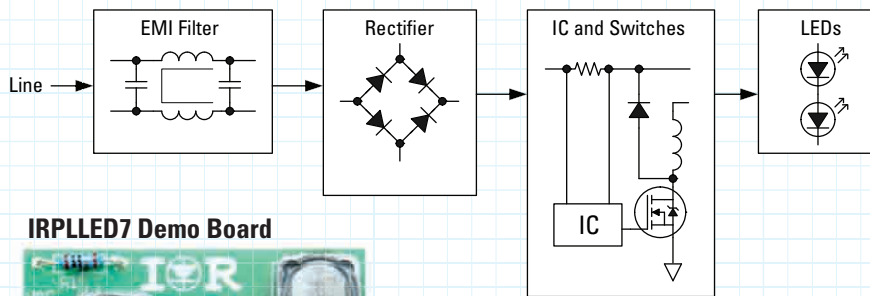 EMI Filter
Rectifier
IC and Switches
LEDs
Line
IC
IRPLLED7 Demo Board
IOR